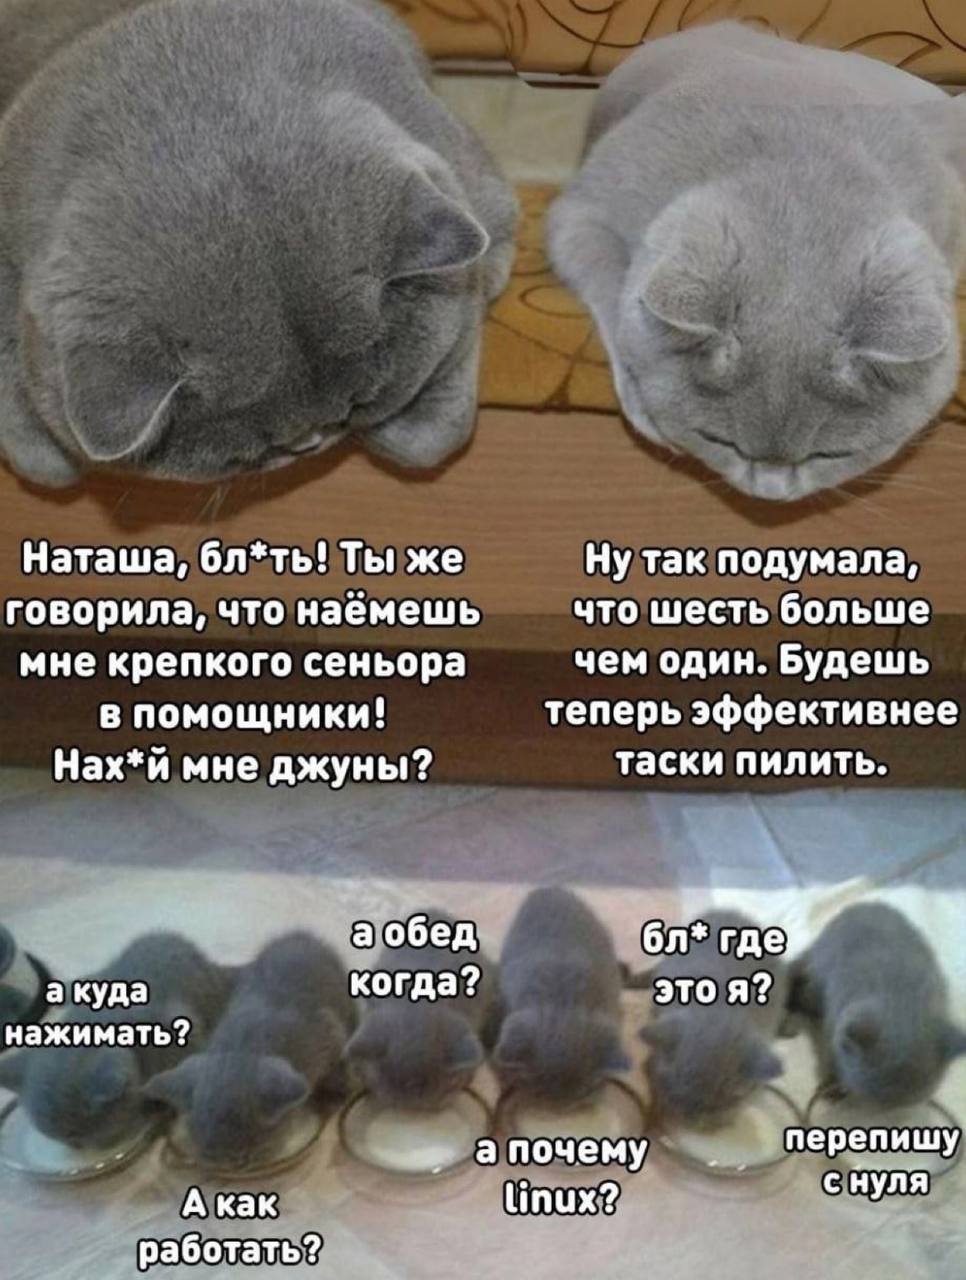 Наташа, бл*ть! Ты же
говорила, что наёмешь
мне крепкого сеньора
в помощники!
Нах*й мне джуны?
Ну так подумала,
что шесть больше
чем один. Будешь
теперь эффективнее
таски пилить.
а куда
нажимать?
А как
работать?
а обед
когда?
а почему
linux?
бл* где
это я?
перепишу
с нуля